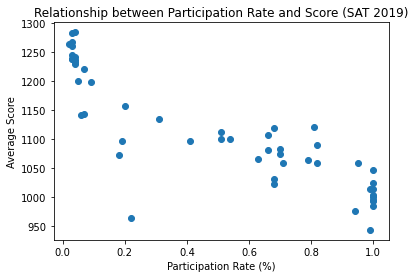 Relationship between Participation Rate and Score (SAT 2019)
1300
1250
1200
1150
1100
1050
1000
950
Average Score
0.0 0.2 0.4 0.6 0.8 1.0
Participation Rate (%)